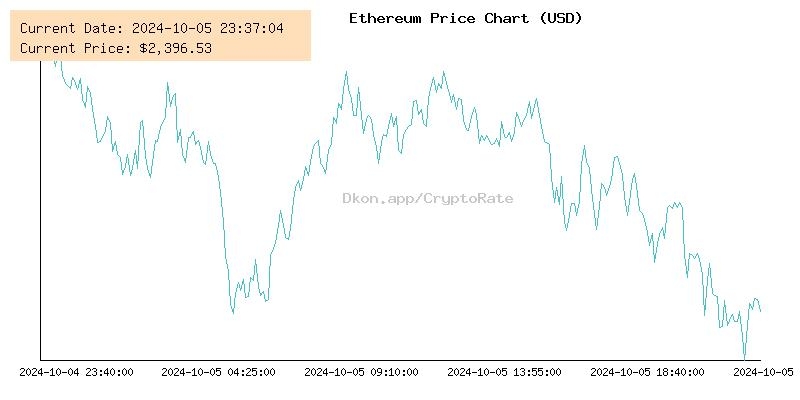 Ethereum Price Chart (USD)
Current Date: 2024-10-05 23:37:04
Current Price: $2,396.53
Dkon.app/CryptoRate
2024-10-04 23:40:00 2024-10-05 04:25:00 2024-10-05 09:10:00 2024-10-05 13:55:00 2024-10-05 18:40:00 2024-10-05